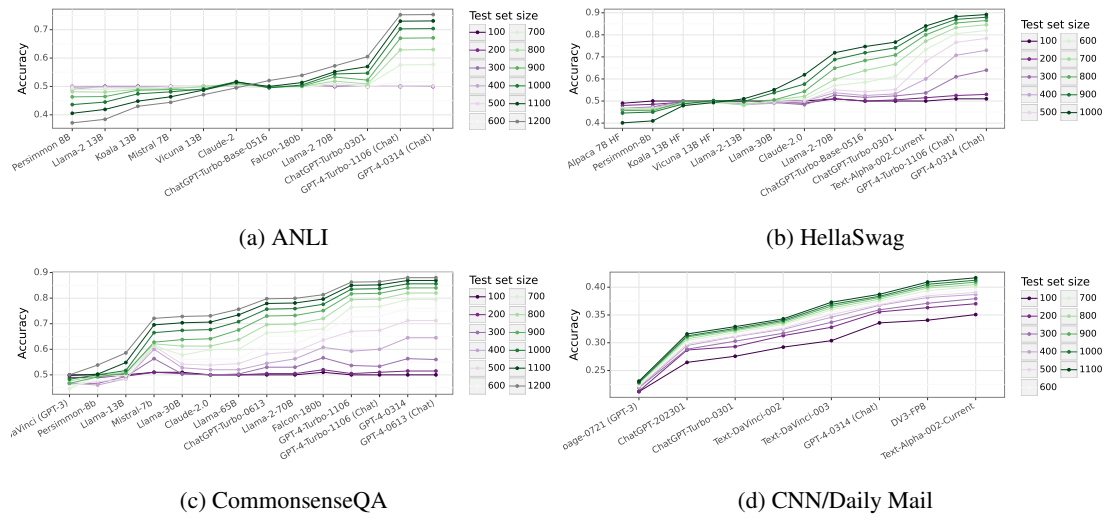 0.7
0.6
0.5
0.4
Accuracy
Persimmon 8B
Llama-2 13B
Koala 13B
Mistral 7B
Vicuna 13B
Claude-2
ChatGPT-Turbo-Base-0516
Falcon-180b
Llama-2 70B
ChatGPT-Turbo-0301
GPT-4-Turbo-1106 (Chat)
GPT-4-0314 (Chat)
Test set size
100 700
200 800
300 900
400 1000
500 1100
600 1200
(a) ANLI
0.9
0.8
0.7
0.6
0.5
0.4
Accuracy
Alpaca 7B HF
Persimmon-8b
Koala 13B HF
Vicuna 13B HF
Llama-2-13B
Llama-30B
Claude-2.0
Llama-2-70B
ChatGPT-Turbo-Base-0516
ChatGPT-Turbo-0301
Text-Alpha-002-Current
GPT-4-Turbo-1106 (Chat)
GPT-4-0314 (Chat)
Test set size
100 600
200 700
300 800
400 900
500 1000
(b) HellaSwag
0.9
0.8
0.7
0.6
0.5
Accuracy
aVinci (GPT-3)
Persimmon-8b
Llama-13B
Mistral-7b
Llama-30B
Claude-2.0
Llama-65B
ChatGPT-Turbo-0613
Llama-2-70B
Falcon-180b
GPT-4-Turbo-1106
GPT-4-Turbo-1106 (Chat)
GPT-4-0314
GPT-4-0613 (Chat)
Test set size
100 700
200 800
300 900
400 1000
500 1100
600 1200
(c) CommonsenseQA
0.40
0.35
0.30
0.25
Accuracy
page-0721 (GPT-3)
ChatGPT-202301
ChatGPT-Turbo-0301
Text-DaVinci-002
Text-DaVinci-003
GPT-4-0314 (Chat)
DV3-FP8
Text-Alpha-002-Current
Test set size
100 700
200 800
300 900
400 1000
500 1100
600
(d) CNN/Daily Mail